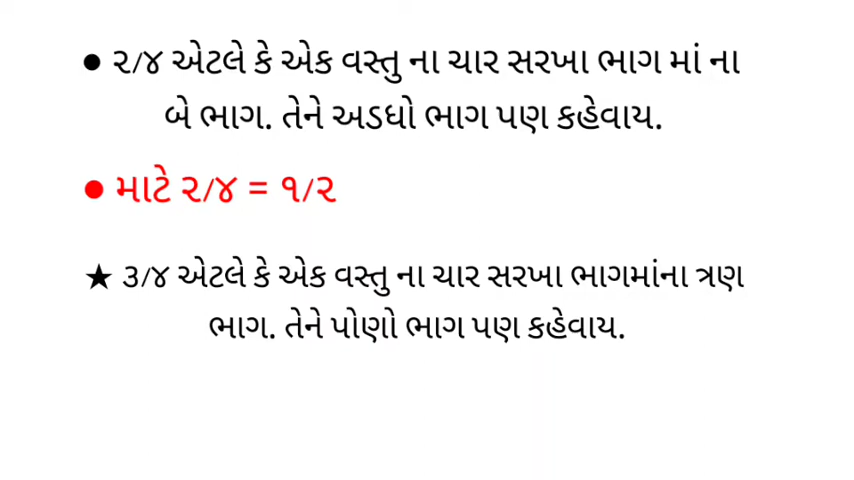 ● ૨/૪ એટલે કે એક વસ્તુ ના ચાર સરખા ભાગ માં ના
બે ભાગ. તેને અડધો ભાગ પણ કહેવાય.
● માટે ૨/૪ = ૧/૨
★ ૩/૪ એટલે કે એક વસ્તુ ના ચાર સરખા ભાગમાંના ત્રણ
ભાગ. તેને પોણો ભાગ પણ કહેવાય.